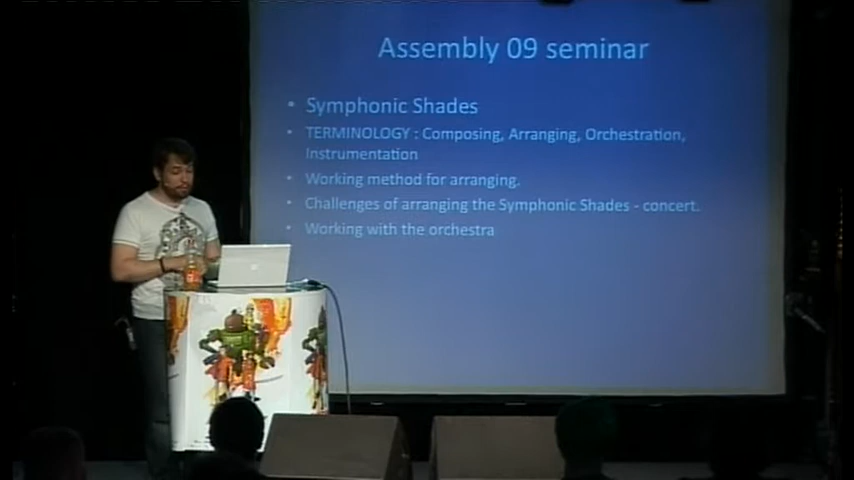 Assembly 09 seminar
• Symphonic Shades
• TERMINOLOGY : Composing, Arranging, Orchestration,
Instrumentation
• Working method for arranging.
• Challenges of arranging the Symphonic Shades - concert.
• Working with the orchestra